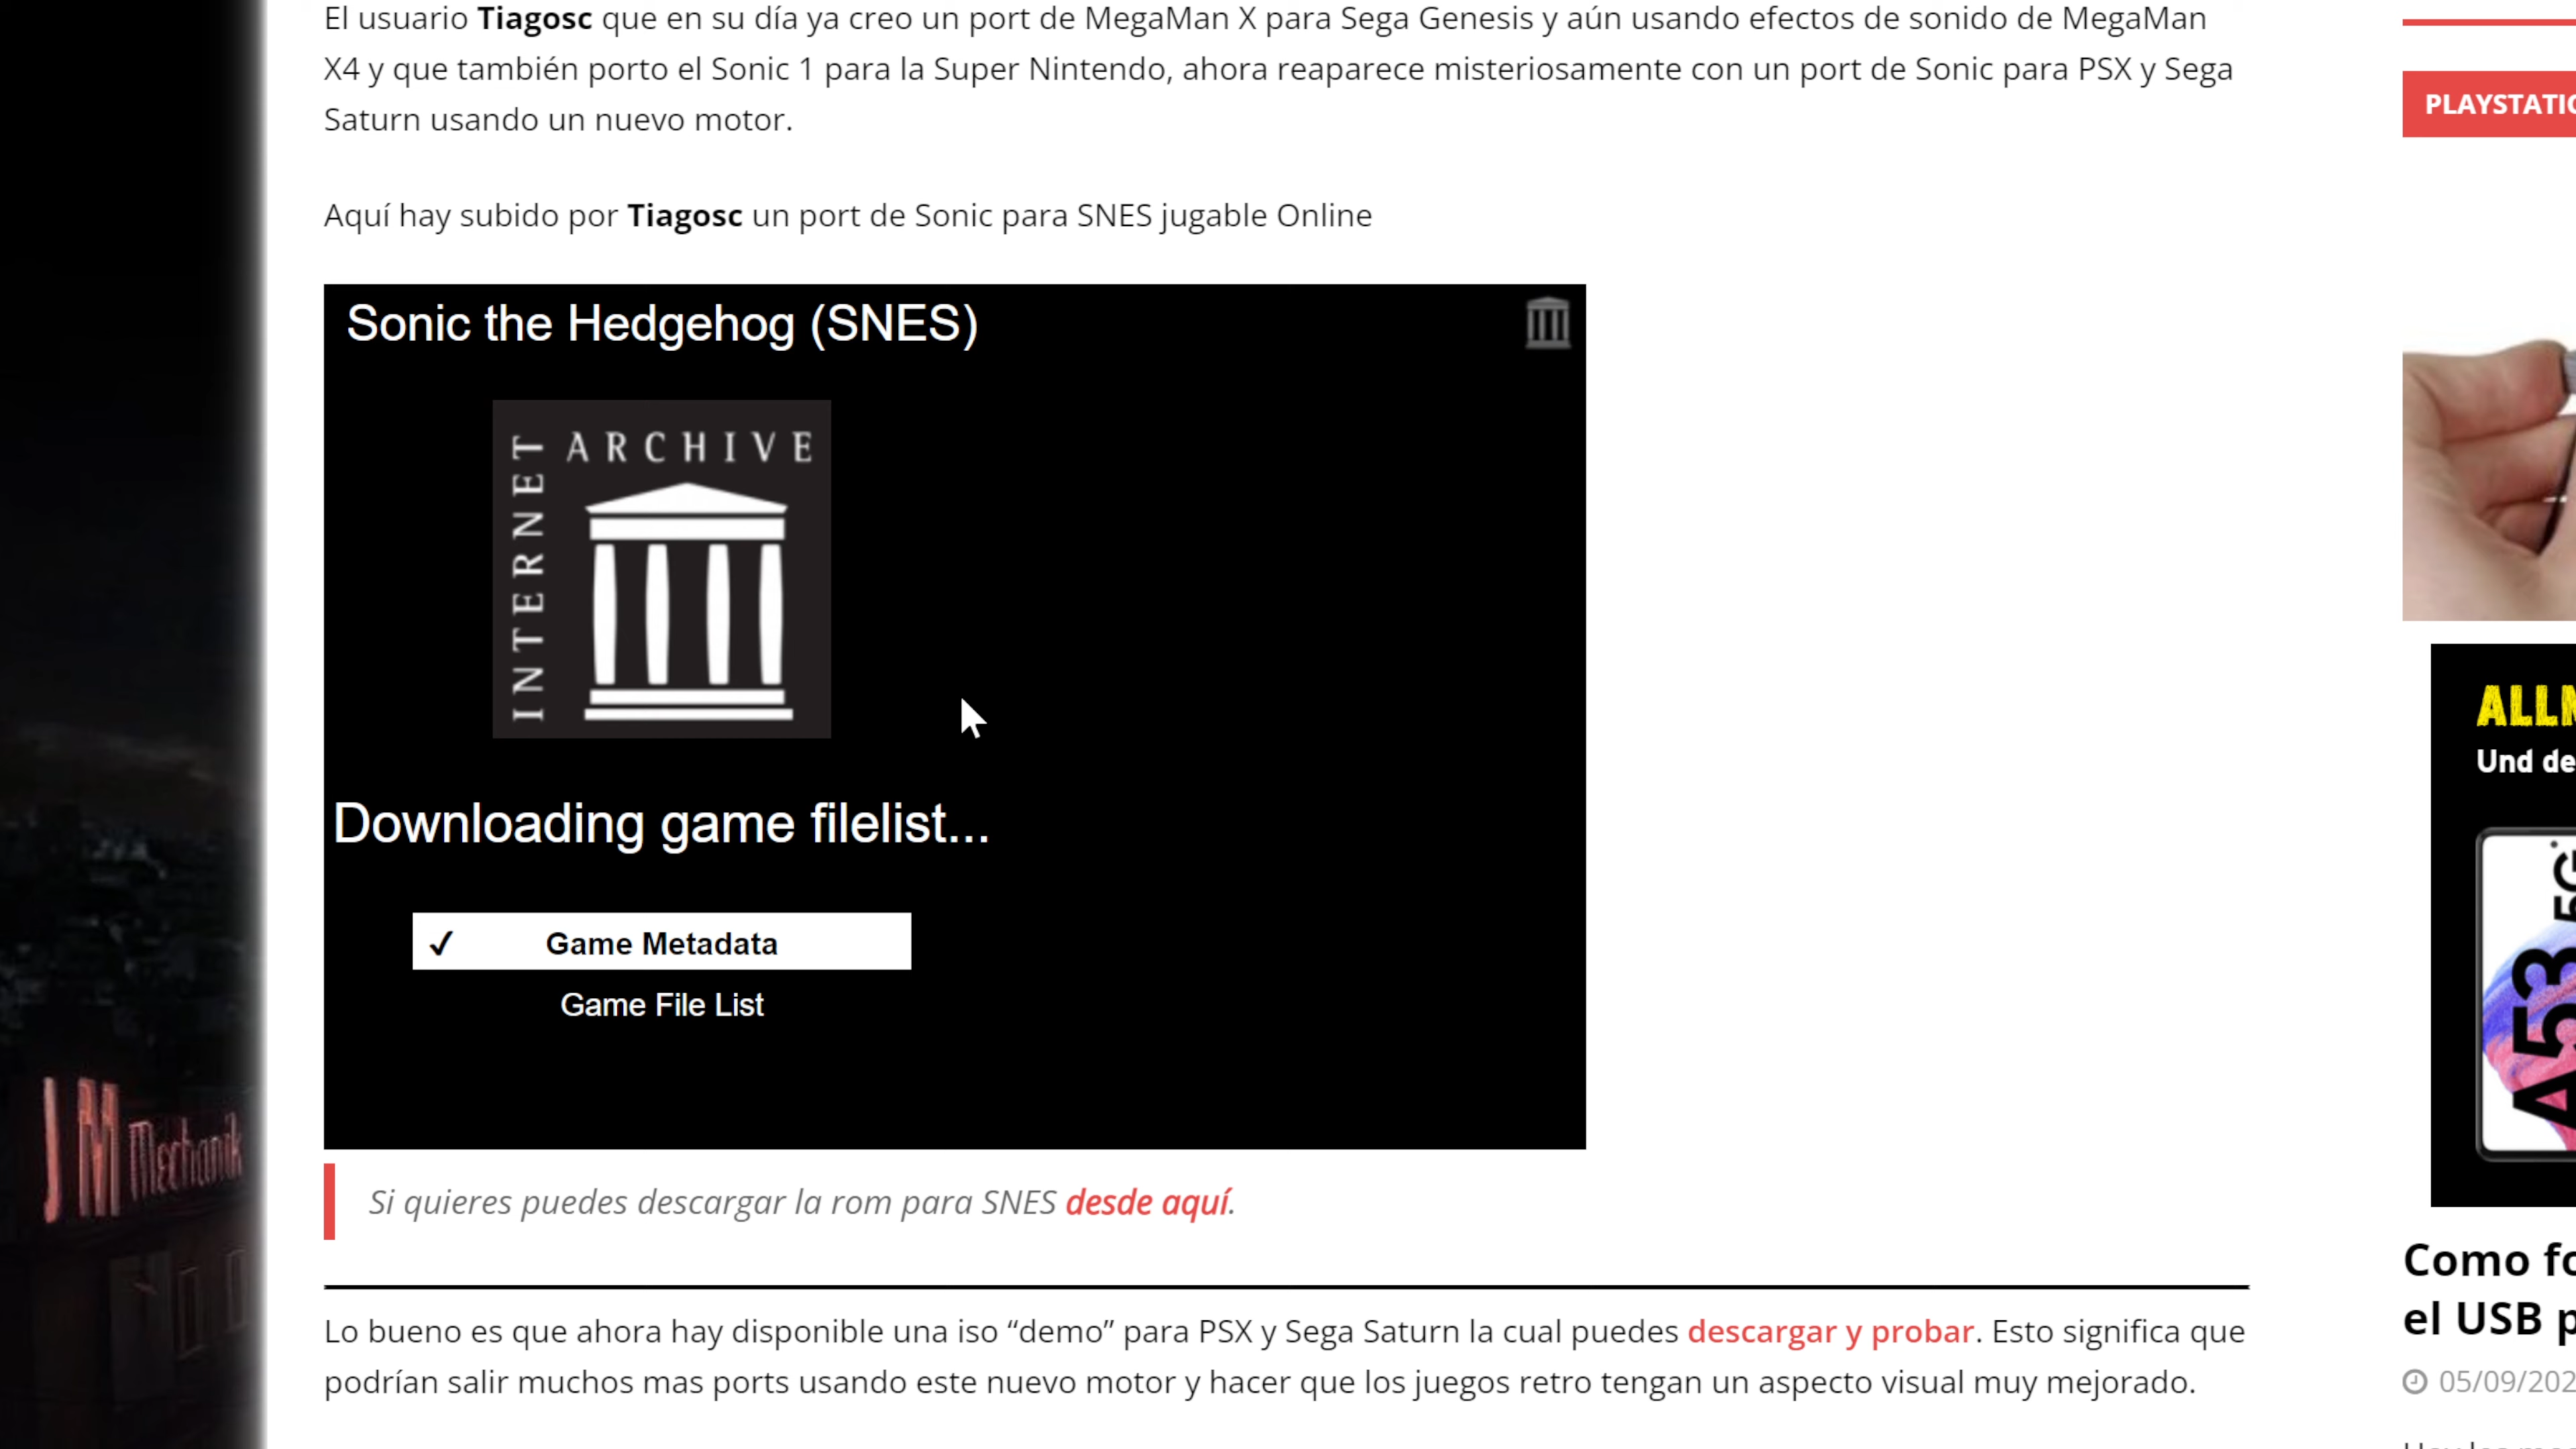 El usuario Tiagosc que en su día ya creo un port de MegaMan X para Sega Genesis y aún usando efectos de sonido de MegaMan
X4 y que también porto el Sonic 1 para la Super Nintendo, ahora reaparece misteriosamente con un port de Sonic para PSX y Sega
Saturn usando un nuevo motor.
Aquí hay subido por Tiagosc un port de Sonic para SNES jugable Online
Sonic the Hedgehog (SNES)
INTERNET
ARCHIVE
Downloading game filelist...
✓ Game Metadata
Game File List
Si quieres puedes descargar la rom para SNES desde aquí.
Lo bueno es que ahora hay disponible una iso “demo” para PSX y Sega Saturn la cual puedes descargar y probar. Esto significa que
podrían salir muchos mas ports usando este nuevo motor y hacer que los juegos retro tengan un aspecto visual muy mejorado.
JM Mechanik
PLAYSTATIO
ALLN
Und de
A53 5G
Como fo
el USB p
05/09/202